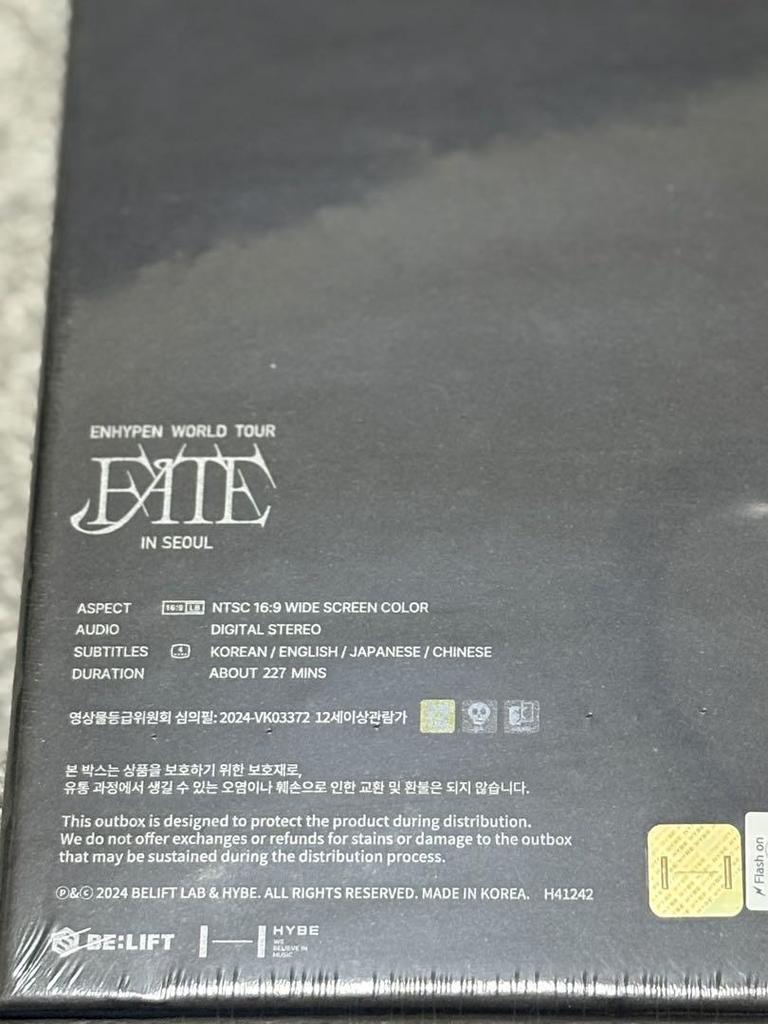 ENHYPEN WORLD TOUR
FATE
IN SEOUL
ASPECT 16:9 LB NTSC 16:9 WIDE SCREEN COLOR
AUDIO DIGITAL STEREO
SUBTITLES 4 KOREAN / ENGLISH / JAPANESE / CHINESE
DURATION ABOUT 227 MINS
영상물등급위원회 심의필: 2024-VK03372 12세이상관람가
본 박스는 상품을 보호하기 위한 보호재로,
유통 과정에서 생길 수 있는 오염이나 훼손으로 인한 교환 및 환불은 되지 않습니다.
This outbox is designed to protect the product during distribution.
We do not offer exchanges or refunds for stains or damage to the outbox
that may be sustained during the distribution process.
℗&© 2024 BELIFT LAB & HYBE. ALL RIGHTS RESERVED. MADE IN KOREA. H41242
BE:LIFT
HYBE
WE
BELIEVE IN
MUSIC
Flash on